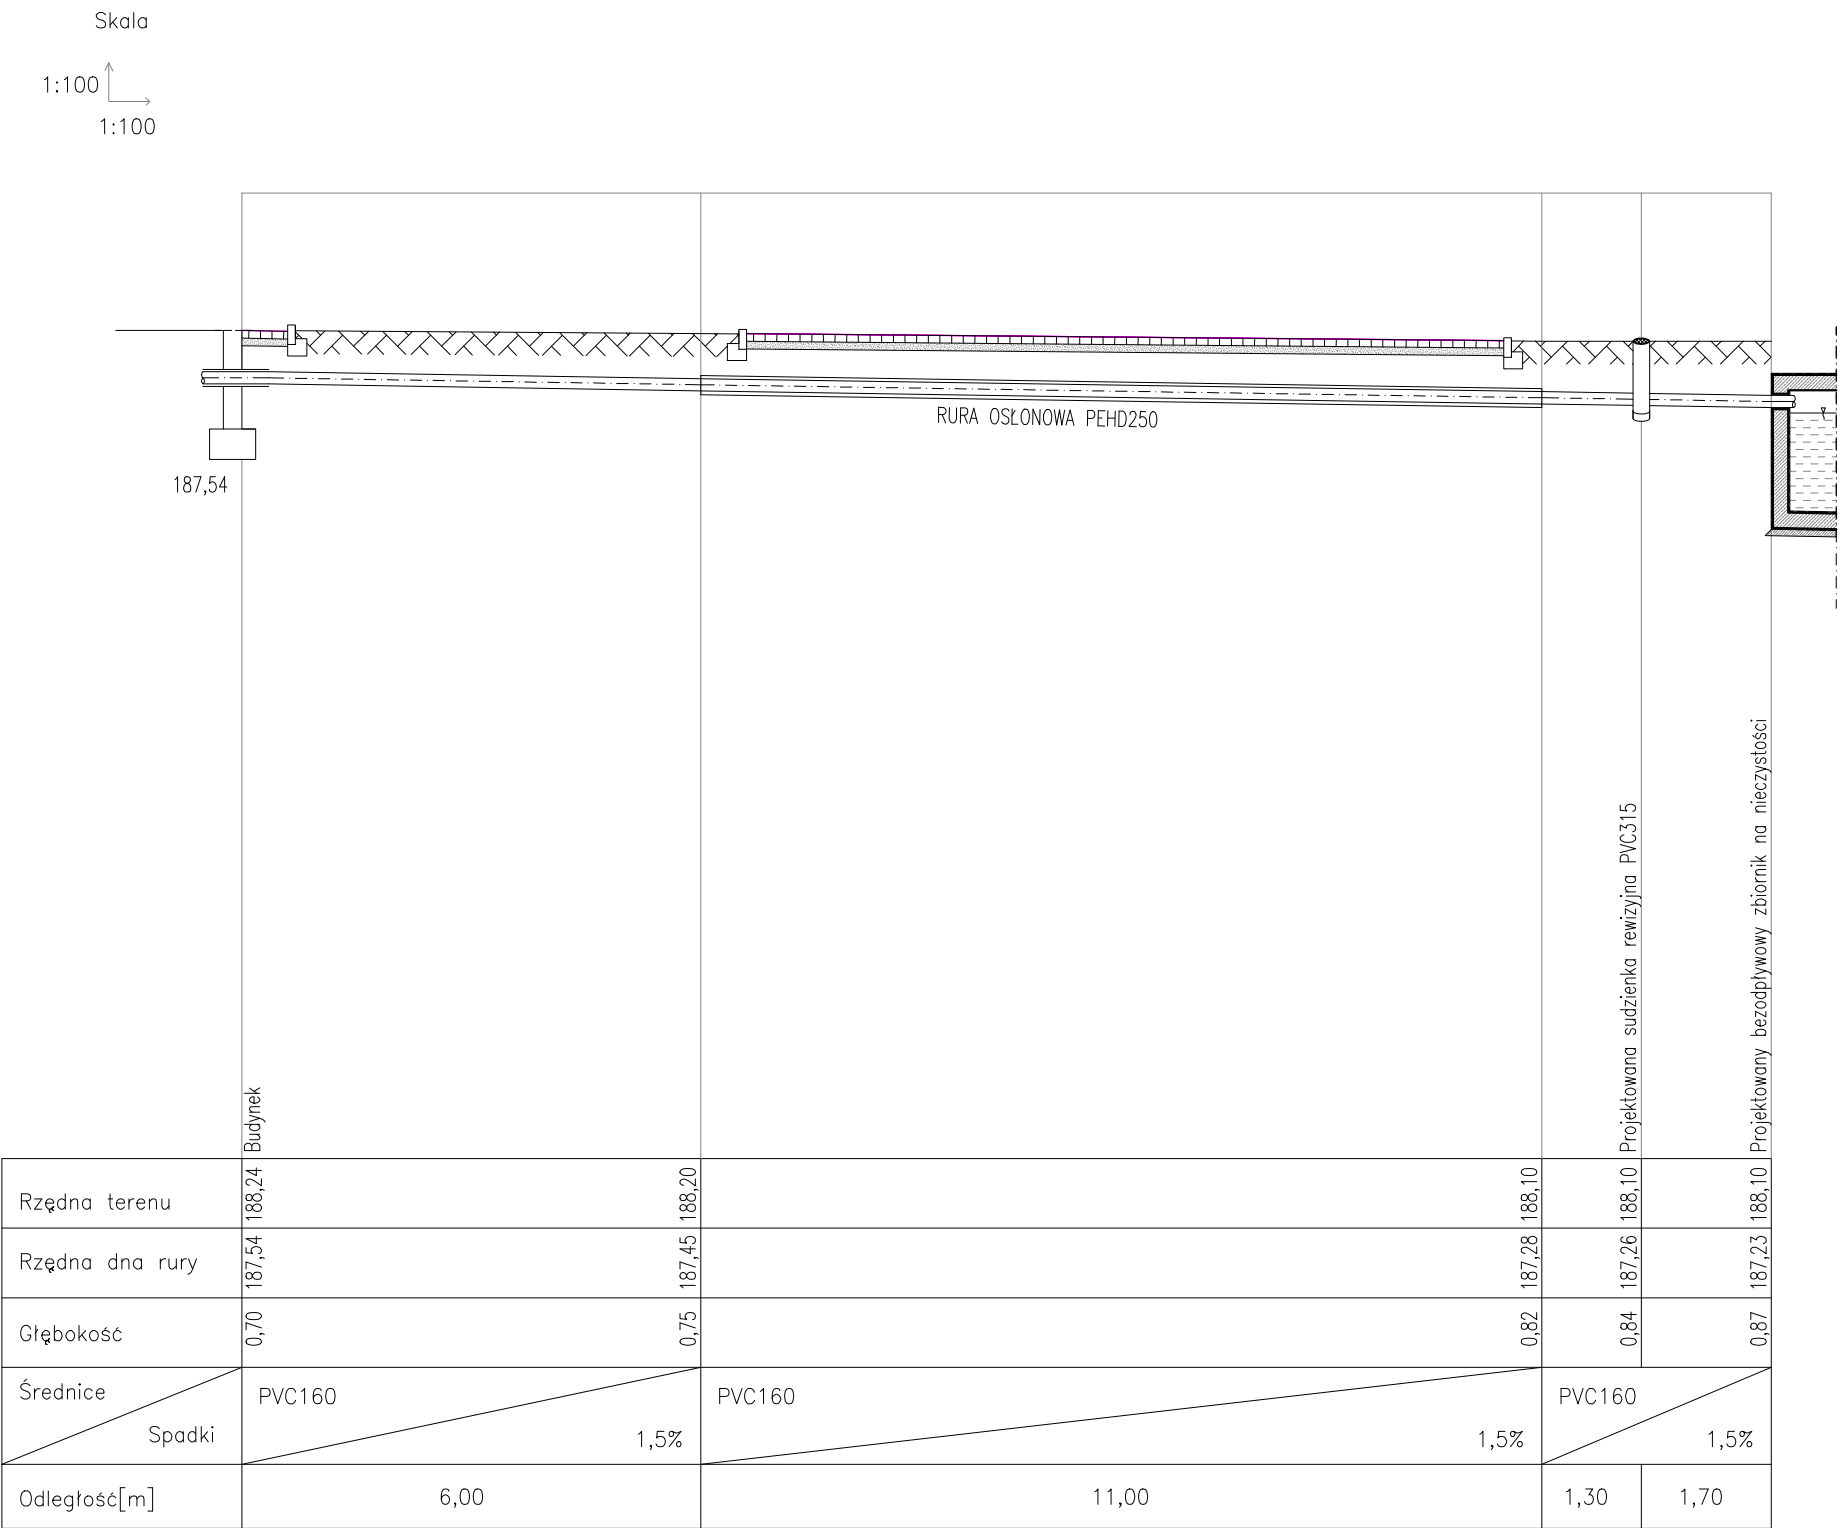 Skala
1:100
1:100
RURA OSŁONOWA PEHD250
187,54
Budynek
Projektowana sudzienka rewizyjna PVC315
Projektowany bezodpływowy zbiornik na nieczystości
Rzędna terenu 188,24 188,20 188,10 188,10 188,10
Rzędna dna rury 187,54 187,45 187,28 187,26 187,23
Głębokość 0,70 0,75 0,82 0,84 0,87
Średnice PVC160 PVC160 PVC160
Spadki 1,5% 1,5% 1,5%
Odległość[m] 6,00 11,00 1,30 1,70